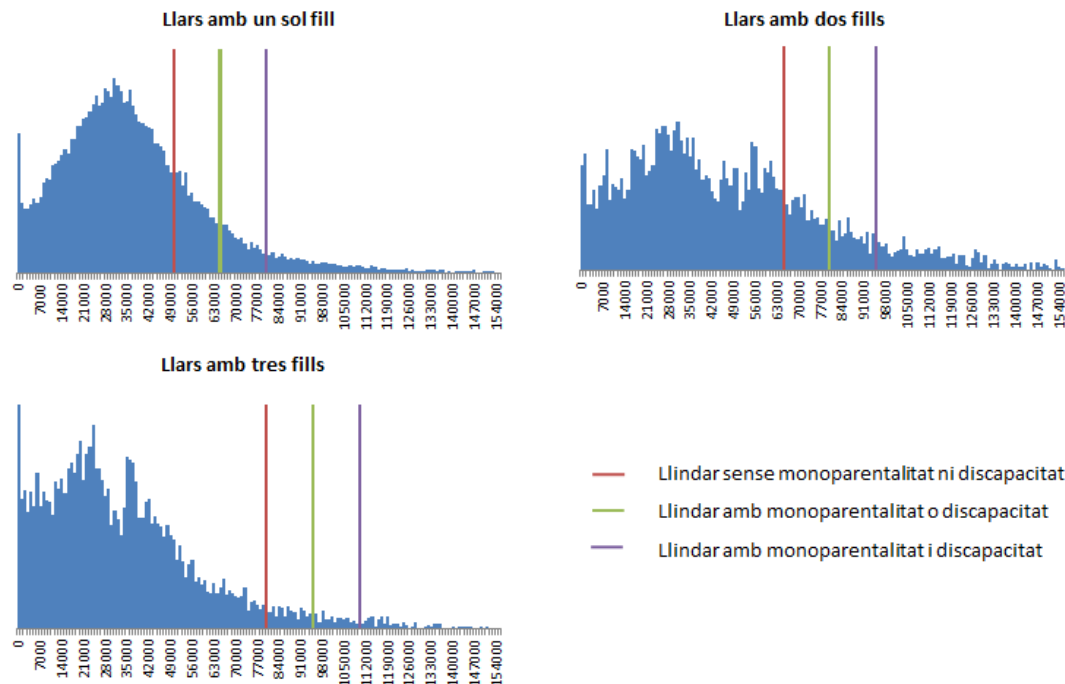 Llars amb un sol fill
0 7000 14000 21000 28000 35000 42000 49000 56000 63000 70000 77000 84000 91000 98000 105000 112000 119000 126000 133000 140000 147000 154000
Llars amb dos fills
0 7000 14000 21000 28000 35000 42000 49000 56000 63000 70000 77000 84000 91000 98000 105000 112000 119000 126000 133000 140000 147000 154000
Llars amb tres fills
0 7000 14000 21000 28000 35000 42000 49000 56000 63000 70000 77000 84000 91000 98000 105000 112000 119000 126000 133000 140000 147000 154000
Llindar sense monoparentalitat ni discapacitat
Llindar amb monoparentalitat o discapacitat
Llindar amb monoparentalitat i discapacitat